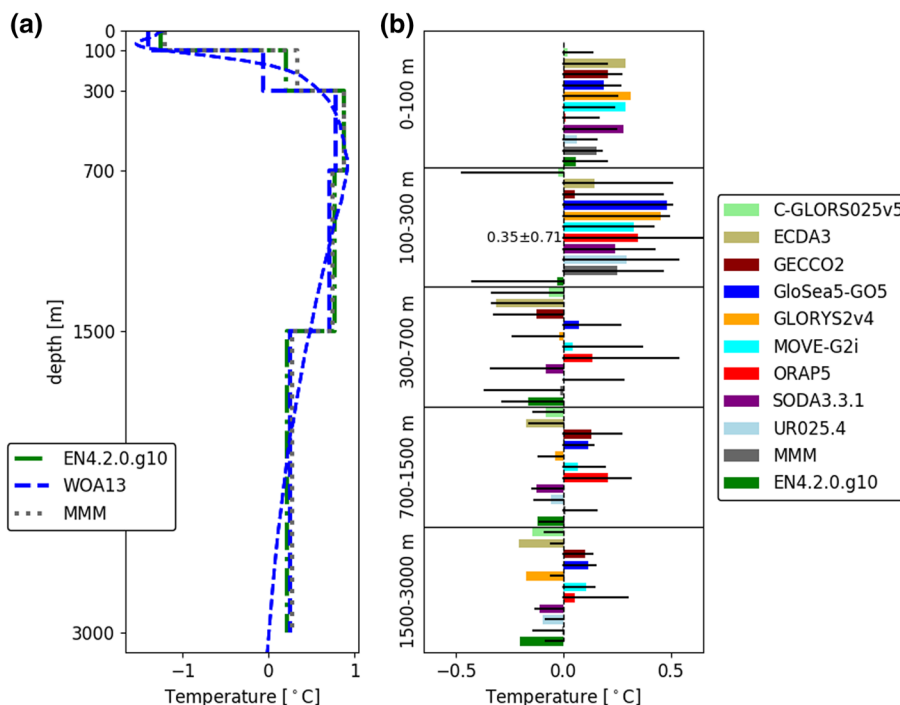 (a)
0
100
300
700
1500
3000
depth [m]
EN4.2.0.g10
WOA13
MMM
−1
0
1
Temperature [ ° C]
(b)
0-100 m
100-300 m
300-700 m
700-1500 m
1500-3000 m
0.35±0.71
−0.5
0.0
0.5
Temperature [ ° C]
C-GLORS025v5
ECDA3
GECCO2
GloSea5-GO5
GLORYS2v4
MOVE-G2i
ORAP5
SODA3.3.1
UR025.4
MMM
EN4.2.0.g10